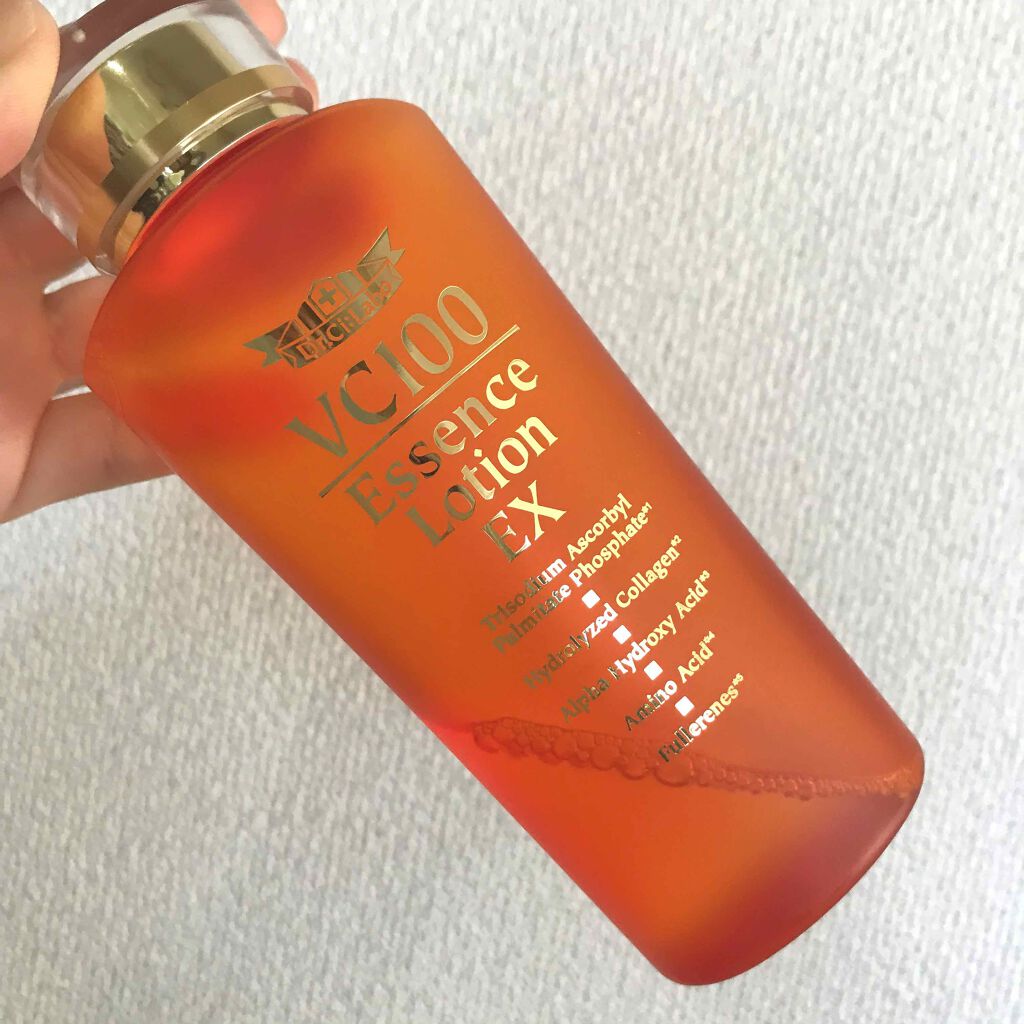 Dr.Ci:Labo
VC100
Essence
Lotion
EX
Trisodium Ascorbyl
Palmitate Phosphate*1
Hydrolyzed Collagen*2
Alpha Hydroxy Acid*3
Amino Acid*4
Fullerenes*5